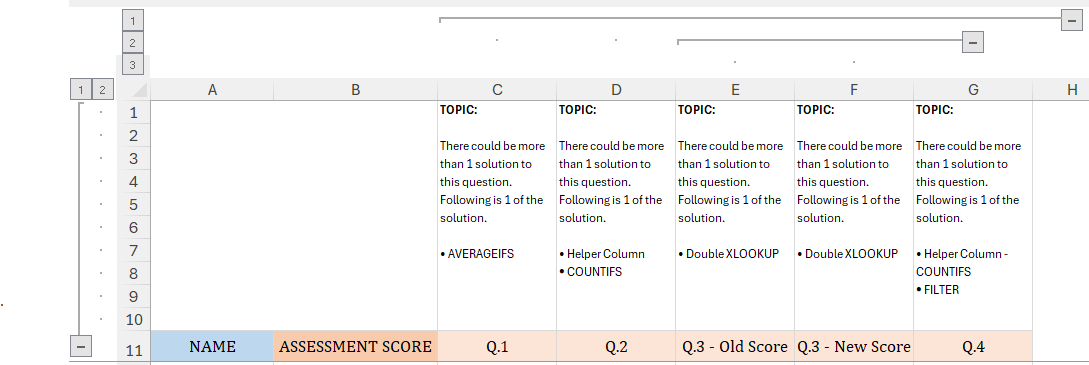 1
2
3
1 2 A B C D E F G H
1 TOPIC: TOPIC: TOPIC: TOPIC: TOPIC:
2
3
4
5
6
7
8
9
10
There could be more
than 1 solution to
this question.
Following is 1 of the
solution.
• AVERAGEIFS
There could be more
than 1 solution to
this question.
Following is 1 of the
solution.
• Helper Column
• COUNTIFS
There could be more
than 1 solution to
this question.
Following is 1 of the
solution.
• Double XLOOKUP
There could be more
than 1 solution to
this question.
Following is 1 of the
solution.
• Double XLOOKUP
There could be more
than 1 solution to
this question.
Following is 1 of the
solution.
• Helper Column -
COUNTIFS
• FILTER
11 NAME ASSESSMENT SCORE Q.1 Q.2 Q.3 - Old Score Q.3 - New Score Q.4